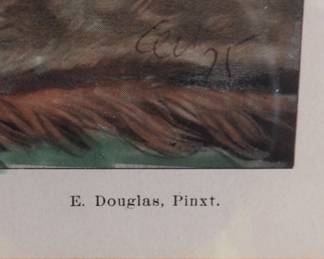 E. Douglas, Pinxt.